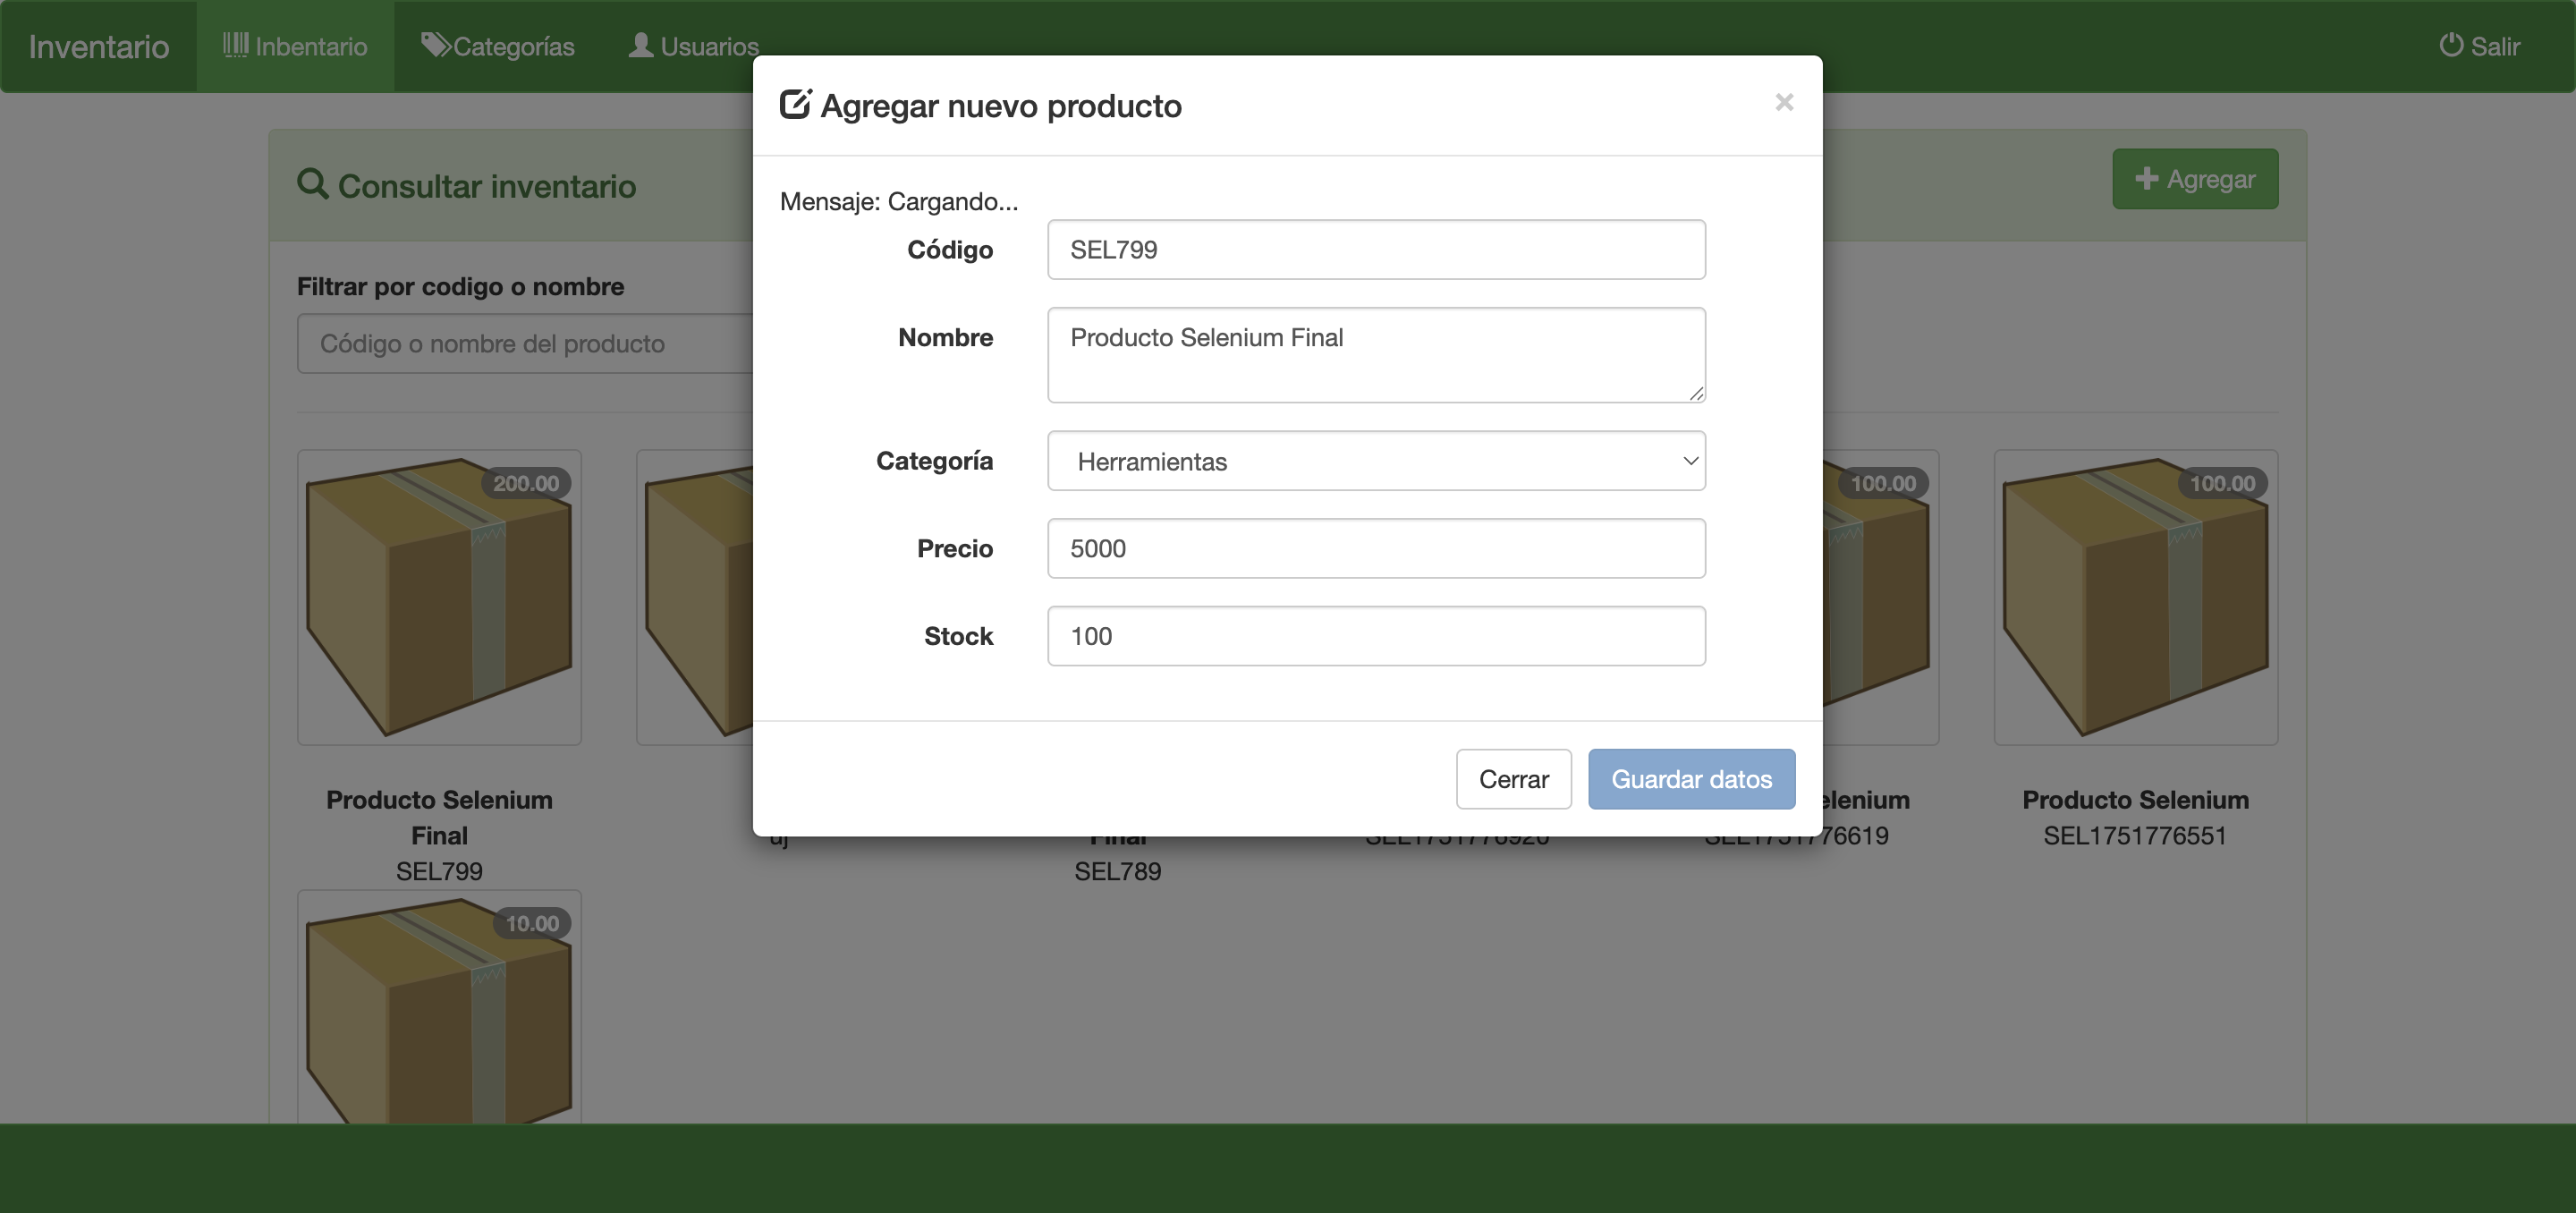 Inventario
Inbentario
Categorías
Usuarios
Salir
Agregar nuevo producto
×
Consultar inventario
Agregar
Mensaje: Cargando...
Código
SEL799
Filtrar por codigo o nombre
Código o nombre del producto
Nombre
Producto Selenium Final
Categoría
Herramientas
Precio
5000
Stock
100
200.00
100.00
100.00
Cerrar
Guardar datos
Producto Selenium
Final
SEL799
Final
SEL789
SEL1751776920
elenium
SEL1751776619
Producto Selenium
SEL1751776551
10.00